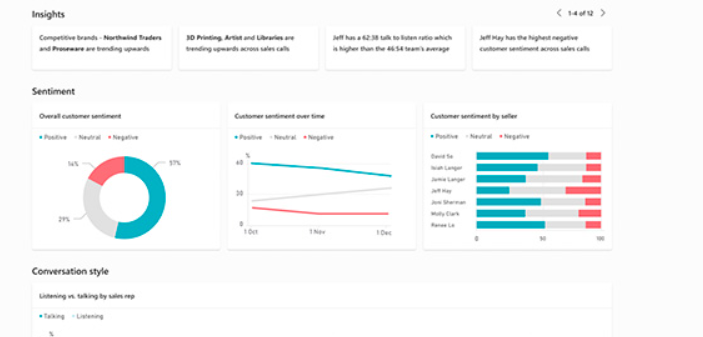 Insights
1-4 of 12
Competitive brands - Northwind Traders
and Proseware are trending upwards
3D Printing, Artist and Libraries are
trending upwards across sales calls
Jeff has a 62:38 talk to listen ratio which
is higher than the 46:54 team's average
Jeff Hay has the highest negative
customer sentiment across sales calls
Sentiment
Overall customer sentiment
Positive Neutral Negative
14%
57%
29%
Customer sentiment over time
Positive Neutral Negative
%
40
20
0
1 Oct 1 Nov 1 Dec
Customer sentiment by seller
Positive Neutral Negative
David So
Isiah Langer
Jamie Langer
Jeff Hay
Joni Sherman
Molly Clark
Renee Lo
0 50 100
Conversation style
Listening vs. talking by sales rep
Talking Listening
%